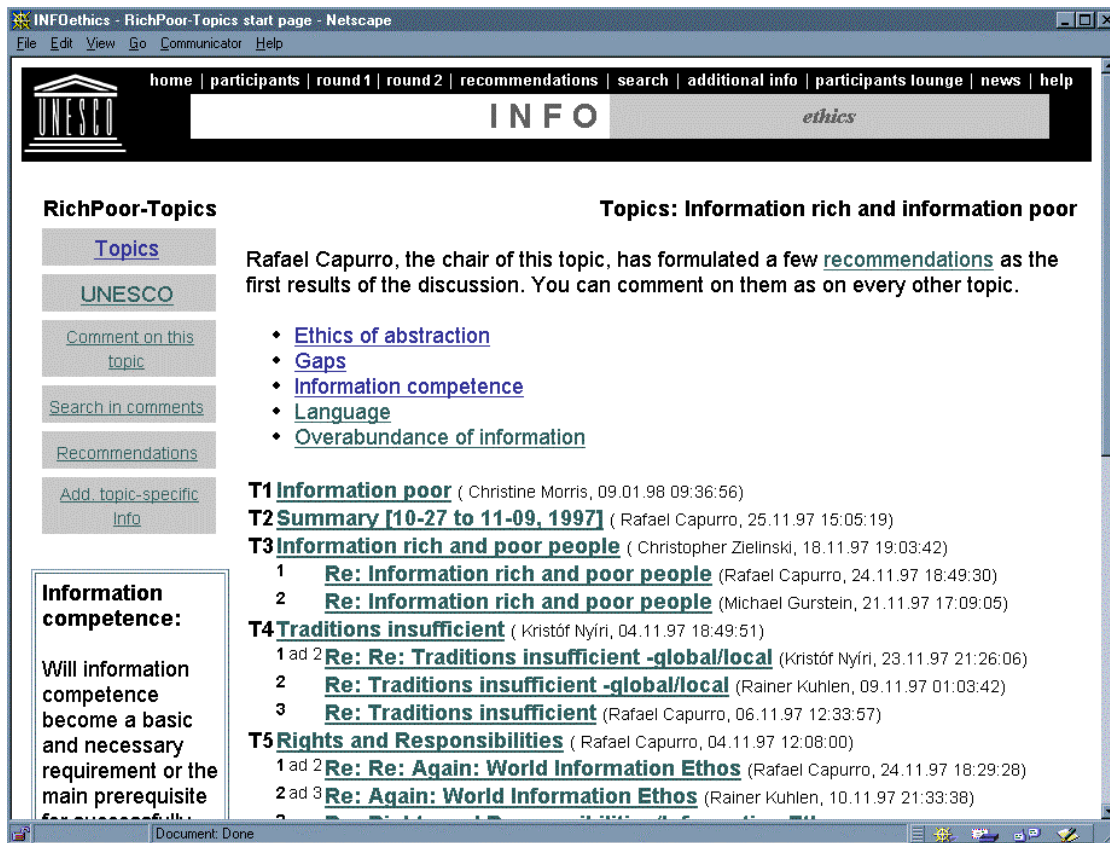 INFOethics - RichPoor-Topics start page - Netscape
File Edit View Go Communicator Help
home | participants | round 1 | round 2 | recommendations | search | additional info | participants lounge | news | help
UNESCO
INFO ethics
RichPoor-Topics
Topics
UNESCO
Comment on this
topic
Search in comments
Recommendations
Add. topic-specific
Info
Information
competence:
Will information
competence
become a basic
and necessary
requirement or the
main prerequisite
for successfully
Topics: Information rich and information poor
Rafael Capurro, the chair of this topic, has formulated a few recommendations as the
first results of the discussion. You can comment on them as on every other topic.
• Ethics of abstraction
• Gaps
• Information competence
• Language
• Overabundance of information
T1 Information poor ( Christine Morris, 09.01.98 09:36:56)
T2 Summary [10-27 to 11-09, 1997] ( Rafael Capurro, 25.11.97 15:05:19)
T3 Information rich and poor people ( Christopher Zielinski, 18.11.97 19:03:42)
1 Re: Information rich and poor people (Rafael Capurro, 24.11.97 18:49:30)
2 Re: Information rich and poor people (Michael Gurstein, 21.11.97 17:09:05)
T4 Traditions insufficient ( Kristóf Nyíri, 04.11.97 18:49:51)
1 ad 2 Re: Re: Traditions insufficient -global/local (Kristóf Nyíri, 23.11.97 21:26:06)
2 Re: Traditions insufficient -global/local (Rainer Kuhlen, 09.11.97 01:03:42)
3 Re: Traditions insufficient (Rafael Capurro, 06.11.97 12:33:57)
T5 Rights and Responsibilities ( Rafael Capurro, 04.11.97 12:08:00)
1 ad 2 Re: Re: Again: World Information Ethos (Rafael Capurro, 24.11.97 18:29:28)
2 ad 3 Re: Again: World Information Ethos (Rainer Kuhlen, 10.11.97 21:33:38)
Document: Done